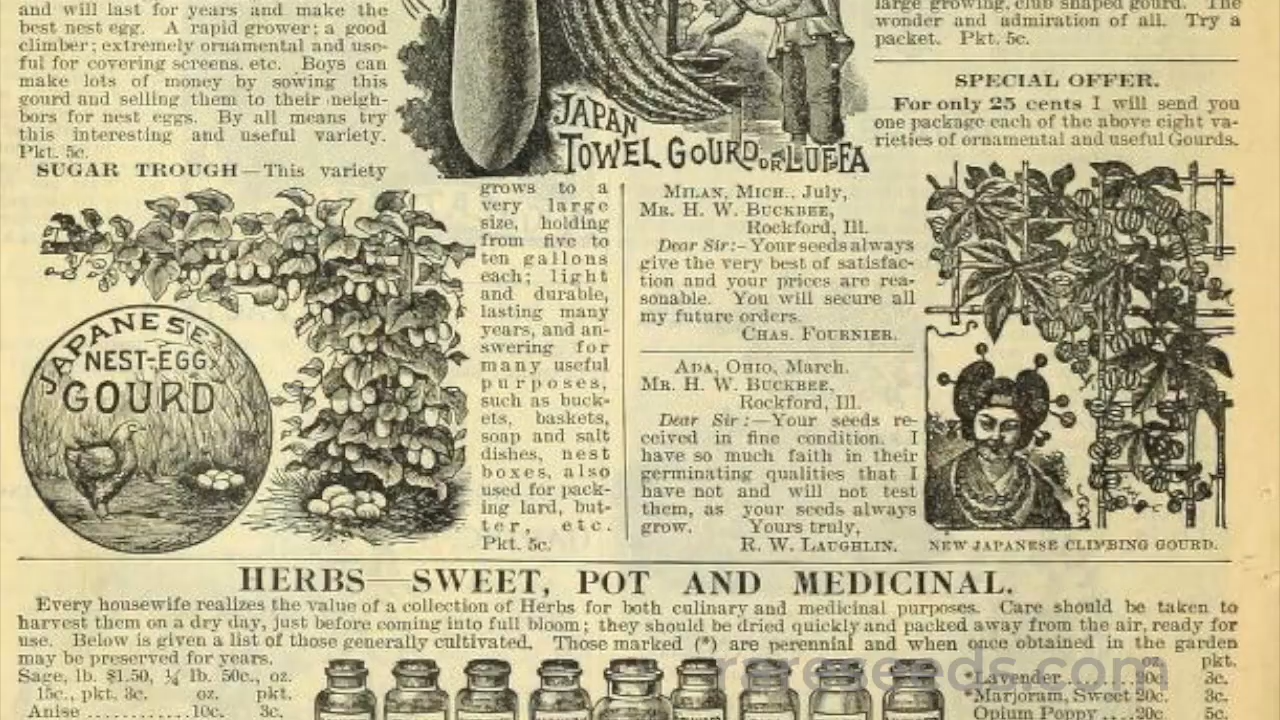 and will last for years and make the
best nest egg. A rapid grower; a good
climber; extremely ornamental and use-
ful for covering screens, etc. Boys can
make lots of money by sowing this
gourd and selling them to their neigh-
bors for nest eggs. By all means try
this interesting and useful variety.
Pkt. 5c.
SUGAR TROUGH—This variety
grows to a
very large
size, holding
from five to
ten gallons
each; light
and durable,
lasting many
years, and an-
swering for
many useful
purposes,
such as buck-
ets, baskets,
soap and salt
dishes, nest
boxes, also
used for pack-
ing lard, but-
ter, etc.
Pkt. 5c.
JAPANESE
NEST-EGG
GOURD
JAPAN
TOWEL GOURD OR LUFFA
MILAN, MICH., July,
MR. H. W. BUCKBEE,
Rockford, Ill.
Dear Sir:—Your seeds always
give the very best of satisfac-
tion and your prices are rea-
sonable. You will secure all
my future orders.
CHAS. FOURNIER.
ADA, OHIO, March.
MR. H. W. BUCKBEE,
Rockford, Ill.
Dear Sir:—Your seeds re-
ceived in fine condition. I
have so much faith in their
germinating qualities that I
have not and will not test
them, as your seeds always
grow. Yours truly,
R. W. LAUGHLIN.
large growing, club shaped gourd. The
wonder and admiration of all. Try a
packet. Pkt. 5c.
SPECIAL OFFER.
For only 25 cents I will send you
one package each of the above eight va-
rieties of ornamental and useful Gourds.
NEW JAPANESE CLIMBING GOURD.
HERBS—SWEET, POT AND MEDICINAL.
Every housewife realizes the value of a collection of Herbs for both culinary and medicinal purposes. Care should be taken to
harvest them on a dry day, just before coming into full bloom; they should be dried quickly and packed away from the air, ready for
use. Below is given a list of those generally cultivated. Those marked (*) are perennial and when once obtained in the garden
may be preserved for years.
Sage, lb. $1.50, ¼ lb. 50c., oz.
15c., pkt. 3c. oz. pkt.
Anise ............10c. 3c.
oz. pkt.
*Lavender.........20c. 3c.
*Marjoram, Sweet 20c. 3c.
Opium Poppy....20c. 5c.
rareseeds.com